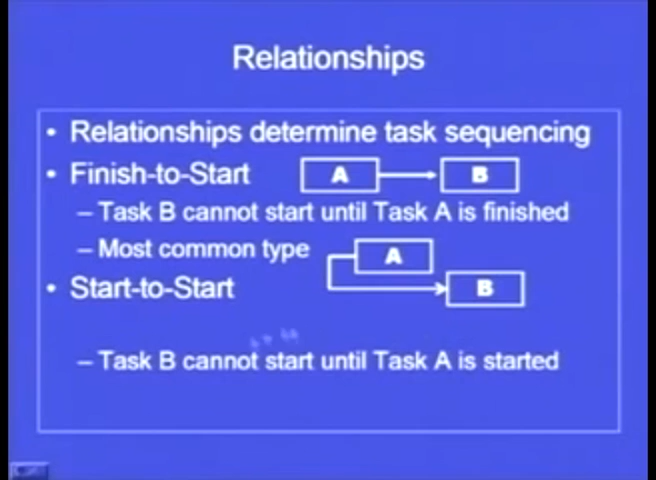 Relationships
• Relationships determine task sequencing
• Finish-to-Start A B
– Task B cannot start until Task A is finished
– Most common type A
• Start-to-Start B
– Task B cannot start until Task A is started